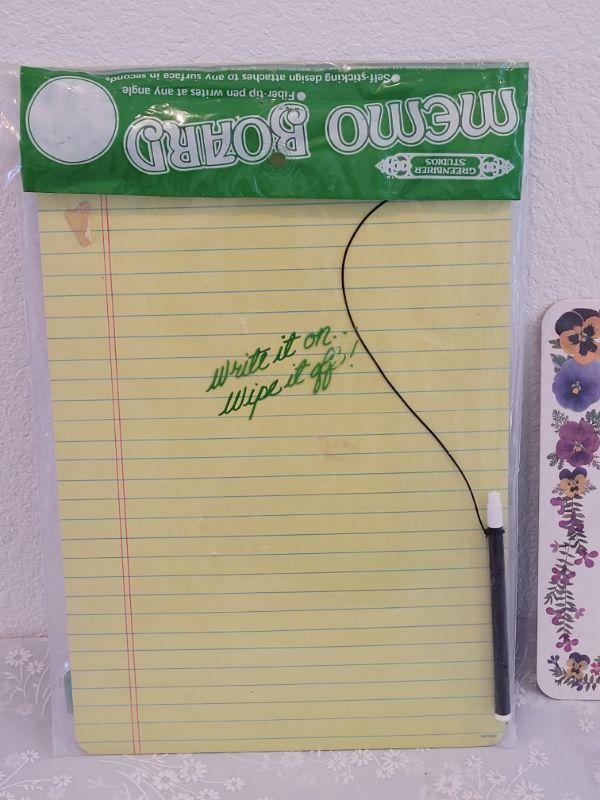 GREENBRIER
STUDIOS
MEMO BOARD
•Fiber-tip pen writes at any angle
•Self-sticking design attaches to any surface in seconds
Write it on...
Wipe it off!